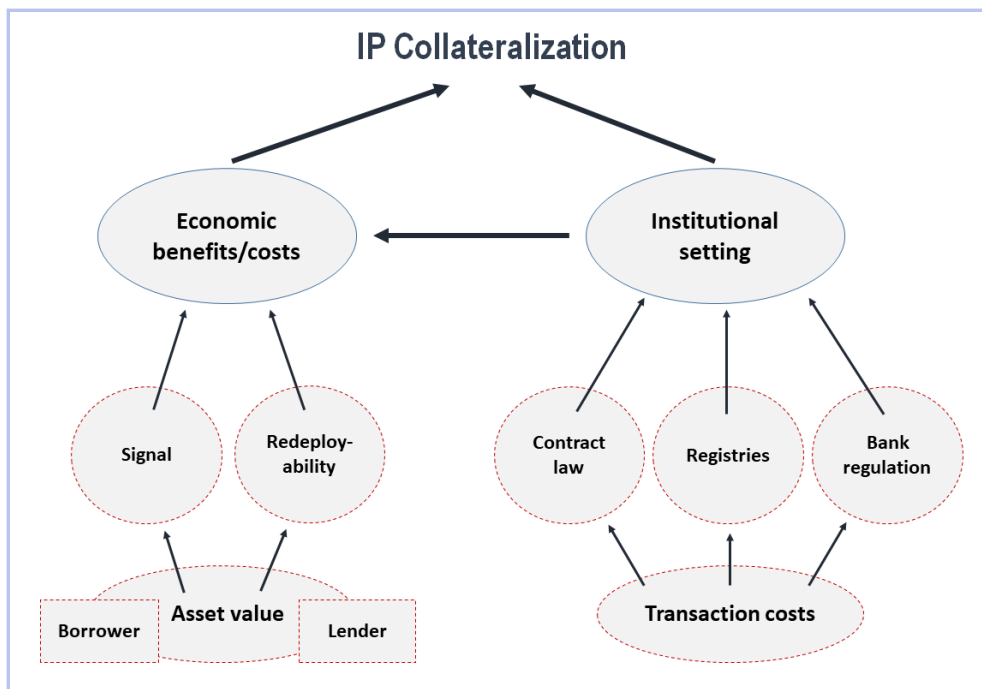 IP Collateralization
Economic
benefits/costs
Institutional
setting
Signal
Redeploy-
ability
Contract
law
Registries
Bank
regulation
Asset value
Borrower
Lender
Transaction costs